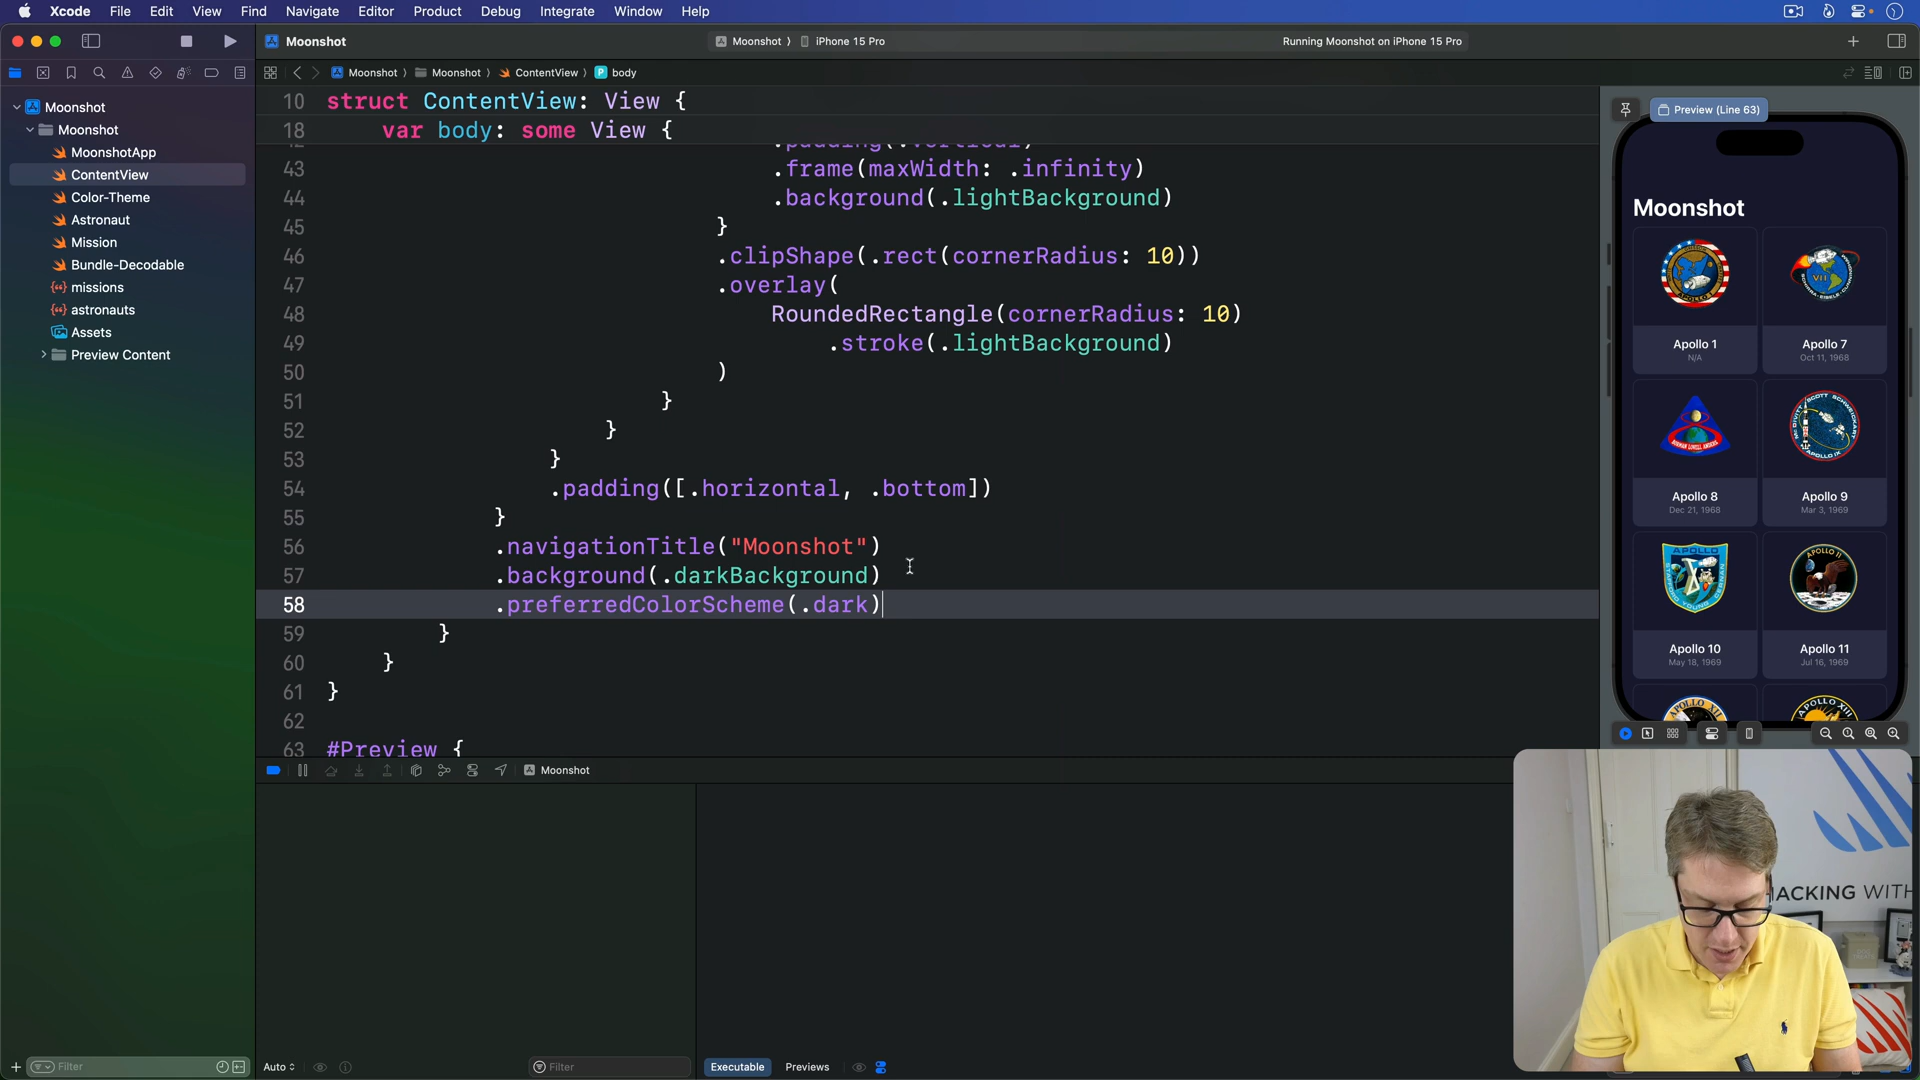 Xcode File Edit View Find Navigate Editor Product Debug Integrate Window Help
Moonshot
Moonshot 〉 iPhone 15 Pro
Running Moonshot on iPhone 15 Pro
Moonshot 〉 Moonshot 〉 ContentView 〉 P body
Moonshot
Moonshot
MoonshotApp
ContentView
Color-Theme
Astronaut
Mission
Bundle-Decodable
missions
astronauts
Assets
Preview Content
10 struct ContentView: View {
18 var body: some View {
42 .padding(.vertical)
43 .frame(maxWidth: .infinity)
44 .background(.lightBackground)
45 }
46 .clipShape(.rect(cornerRadius: 10))
47 .overlay(
48 RoundedRectangle(cornerRadius: 10)
49 .stroke(.lightBackground)
50 )
51 }
52 }
53 }
54 .padding([.horizontal, .bottom])
55 }
56 .navigationTitle("Moonshot")
57 .background(.darkBackground)
58 .preferredColorScheme(.dark)
59 }
60 }
61 }
62
63 #Preview {
Preview (Line 63)
Moonshot
Apollo 1
N/A
Apollo 7
Oct 11, 1968
Apollo 8
Dec 21, 1968
Apollo 9
Mar 3, 1969
Apollo 10
May 18, 1969
Apollo 11
Jul 16, 1969
Moonshot
HACKING WITH
Filter
Auto
Filter
Executable Previews